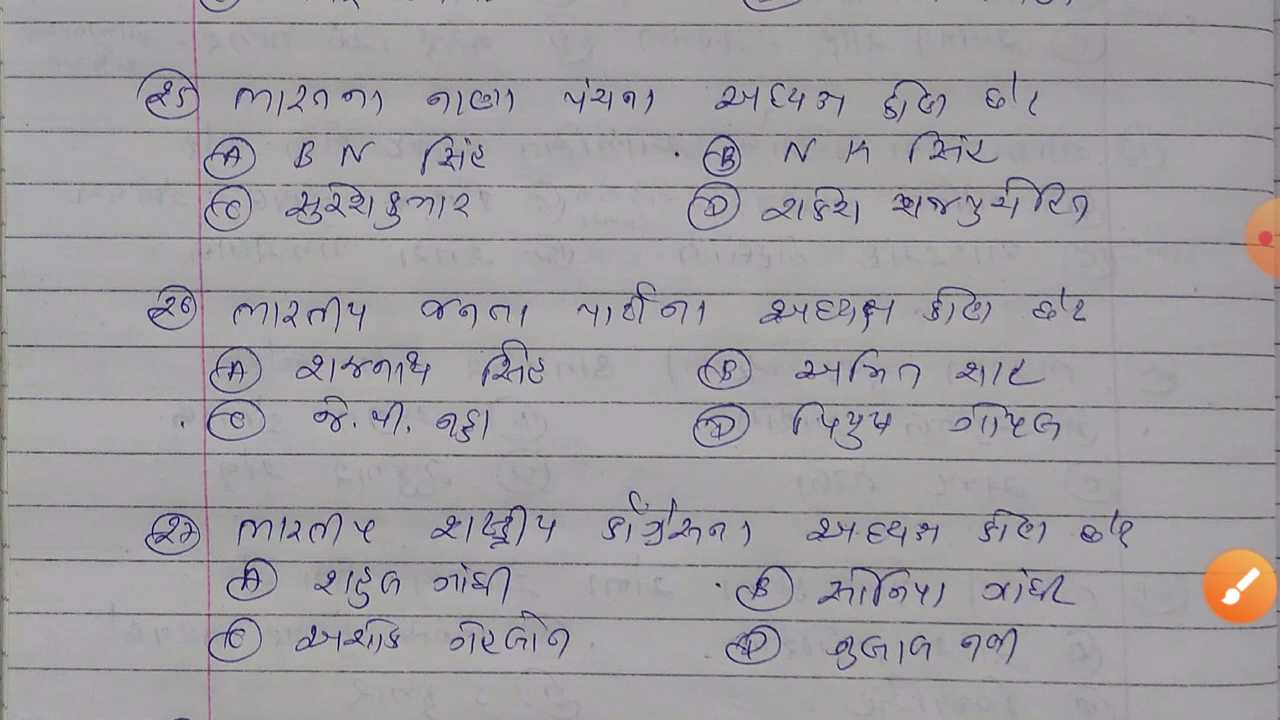 ૨૫ ભારતના નાણા પંચના અધ્યક્ષ કોણ છે?
A B N સિંહ B N K સિંહ
C સુરેશકુમાર D રાકેશ રાજપુરોહિત
૨૬ ભારતીય જનતા પાર્ટીના અધ્યક્ષ કોણ છે?
A રાજનાથ સિંહ B અમિત શાહ
C જે. પી. નડ્ડા D પિયુષ ગોયલ
૨૭ ભારતીય રાષ્ટ્રીય કોંગ્રેસના અધ્યક્ષ કોણ છે?
A રાહુલ ગાંધી B સોનિયા ગાંધી
C અશોક ગેહલોત D ગુલામ નબી